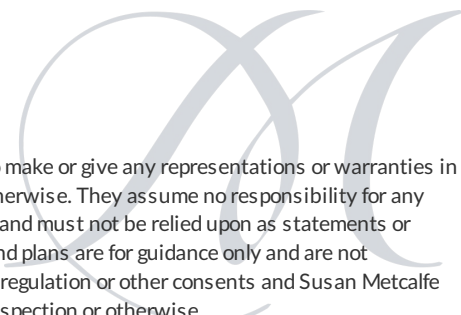 make or give any representations or warranties in
herwise. They assume no responsibility for any
and must not be relied upon as statements or
nd plans are for guidance only and are not
regulation or other consents and Susan Metcalfe
spection or otherwise